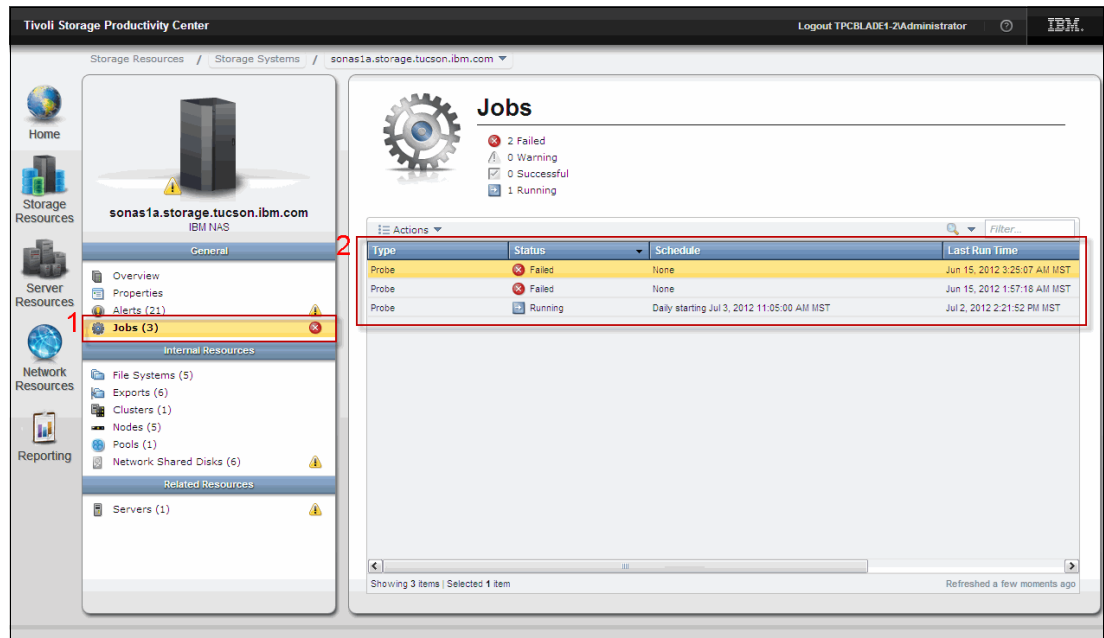 Tivoli Storage Productivity Center
Logout TPCBLADE1-2\Administrator
?
IBM.
Storage Resources / Storage Systems / sonas1a.storage.tucson.ibm.com
Home
Storage Resources
Server Resources
Network Resources
Reporting
sonas1a.storage.tucson.ibm.com
IBM NAS
General
Overview
Properties
Alerts (21)
1
Jobs (3)
Internal Resources
File Systems (5)
Exports (6)
Clusters (1)
Nodes (5)
Pools (1)
Network Shared Disks (6)
Related Resources
Servers (1)
Jobs
2 Failed
0 Warning
0 Successful
1 Running
Actions
Filter...
2
Type Status Schedule Last Run Time
Probe Failed None Jun 15, 2012 3:25:07 AM MST
Probe Failed None Jun 15, 2012 1:57:18 AM MST
Probe Running Daily starting Jul 3, 2012 11:05:00 AM MST Jul 2, 2012 2:21:52 PM MST
Showing 3 items | Selected 1 item
Refreshed a few moments ago